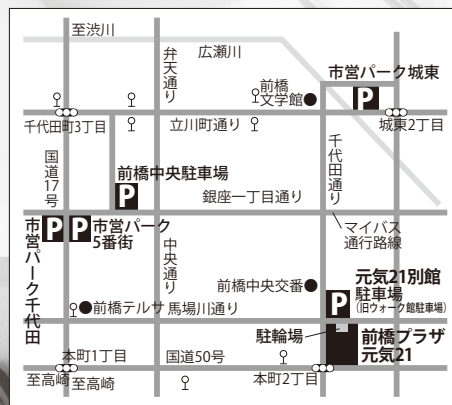 至渋川
広瀬川
弁天通り
前橋
文学館
市営パーク城東
P
千代田町3丁目
立川町通り
城東2丁目
国道17号
前橋中央駐車場
P
千代田通り
銀座一丁目通り
P
P
市営パーク
5番街
市営パーク千代田
中央通り
マイバス
通行路線
前橋中央交番
元気21別館
駐車場
(旧ウォーク館駐車場)
P
前橋テルサ
馬場川通り
駐輪場
前橋プラザ
元気21
本町1丁目
国道50号
本町2丁目
至高崎
至高崎